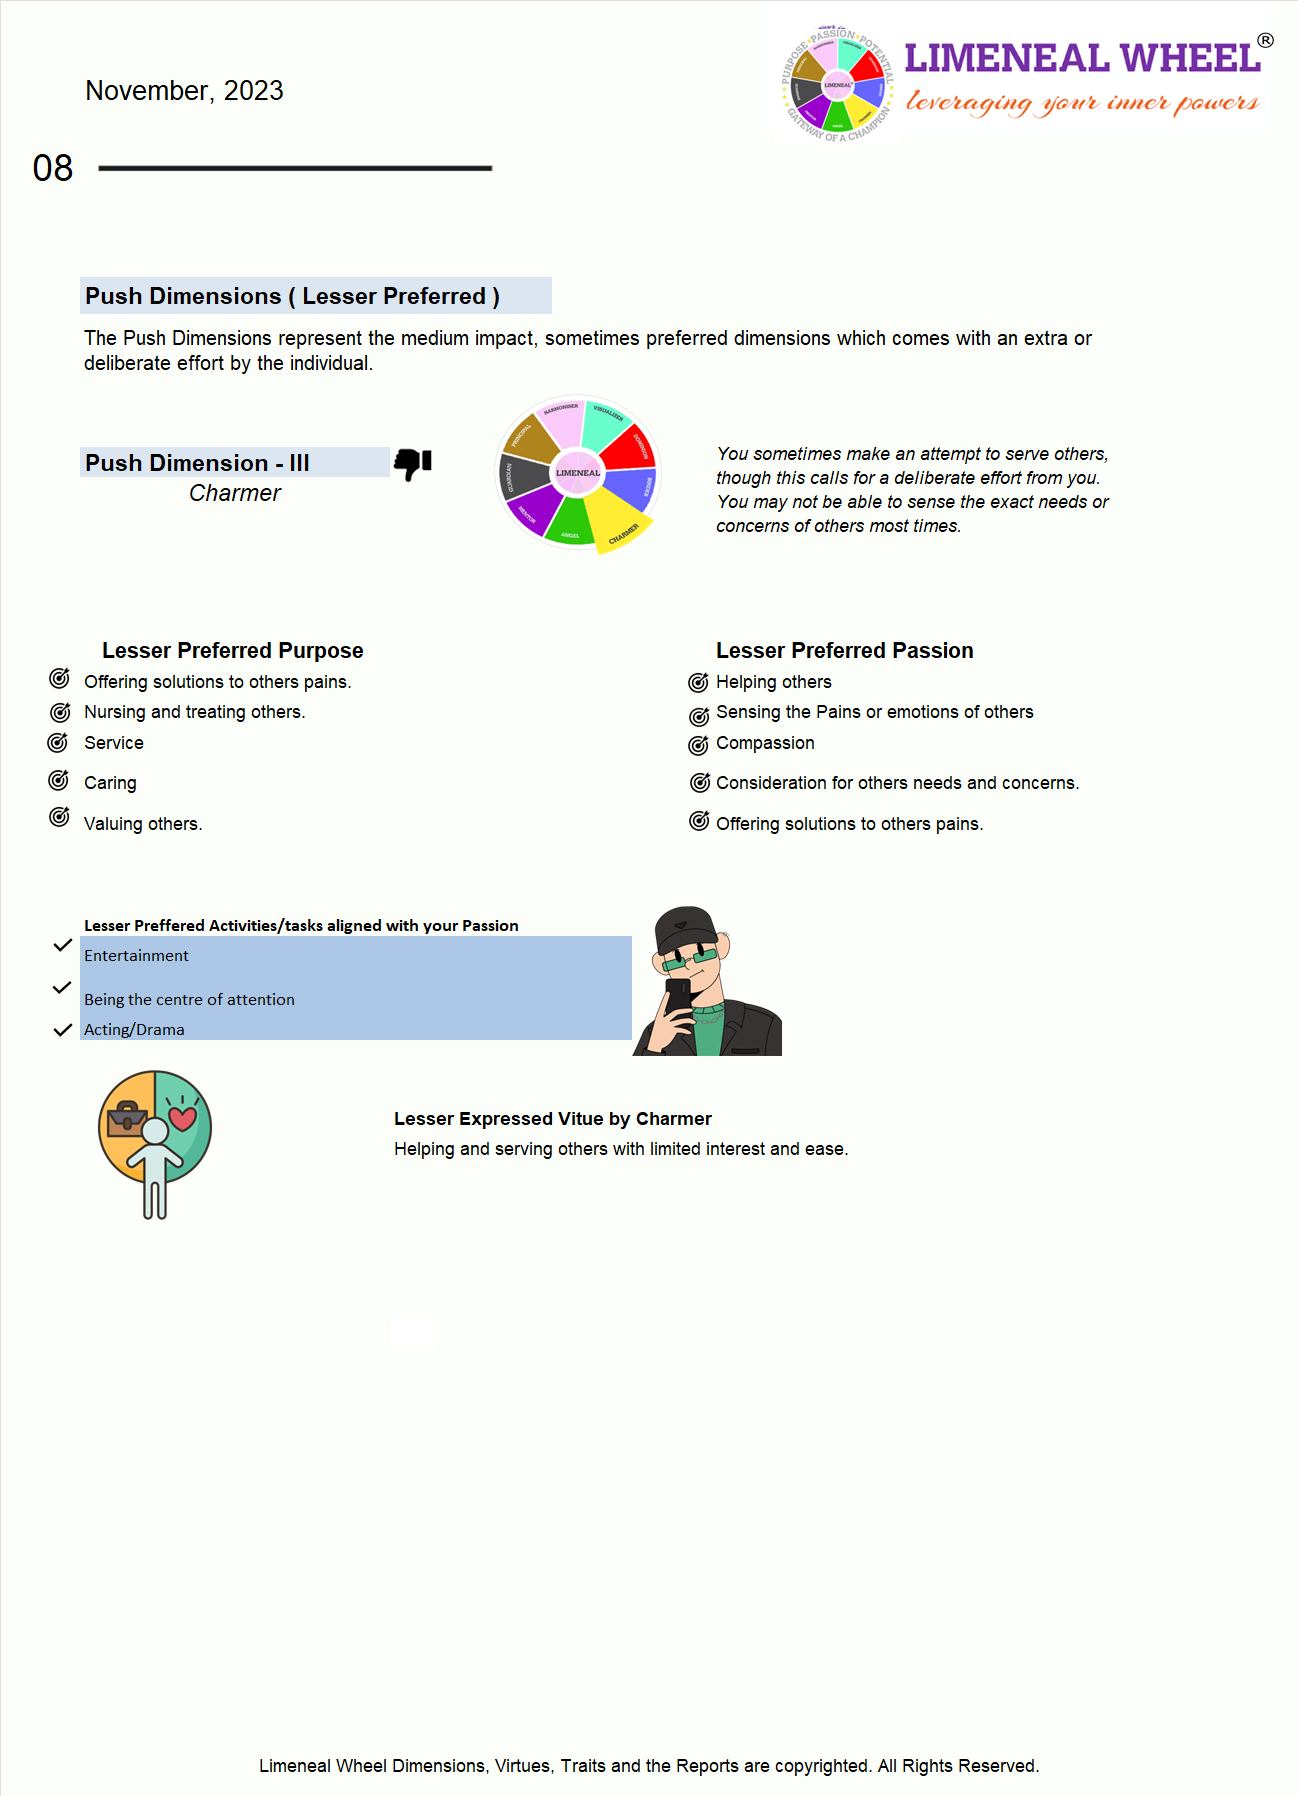 November, 2023
PURPOSE PASSION POTENTIAL
GATEWAY OF A CHAMPION
LIMENEAL
LIMENEAL WHEEL®
leveraging your inner powers
08
Push Dimensions ( Lesser Preferred )
The Push Dimensions represent the medium impact, sometimes preferred dimensions which comes with an extra or
deliberate effort by the individual.
Push Dimension - III
Charmer
HARMONISER
VISUALIZER
PRINCIPAL
DOMINION
GUARDIAN
LIMENEAL
BINDER
MENTOR
ANGEL
CHARMER
You sometimes make an attempt to serve others,
though this calls for a deliberate effort from you.
You may not be able to sense the exact needs or
concerns of others most times.
Lesser Preferred Purpose
Offering solutions to others pains.
Nursing and treating others.
Service
Caring
Valuing others.
Lesser Preferred Passion
Helping others
Sensing the Pains or emotions of others
Compassion
Consideration for others needs and concerns.
Offering solutions to others pains.
Lesser Preffered Activities/tasks aligned with your Passion
Entertainment
Being the centre of attention
Acting/Drama
Lesser Expressed Vitue by Charmer
Helping and serving others with limited interest and ease.
Limeneal Wheel Dimensions, Virtues, Traits and the Reports are copyrighted. All Rights Reserved.